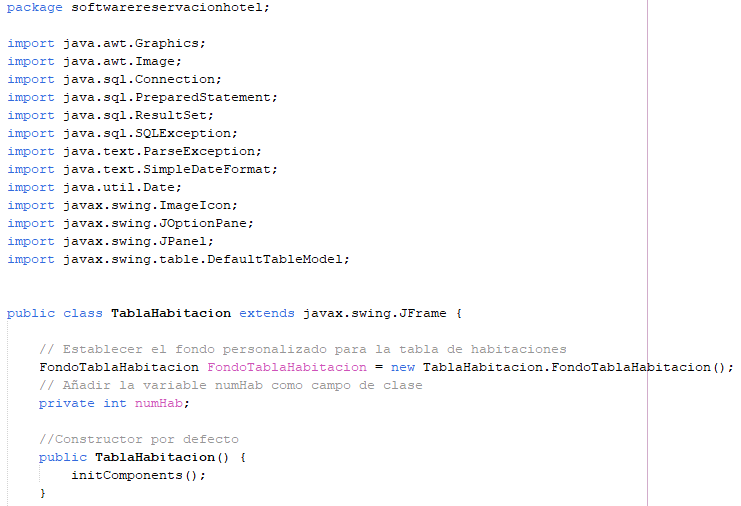 package softwarereservacionhotel;
import java.awt.Graphics;
import java.awt.Image;
import java.sql.Connection;
import java.sql.PreparedStatement;
import java.sql.ResultSet;
import java.sql.SQLException;
import java.text.ParseException;
import java.text.SimpleDateFormat;
import java.util.Date;
import javax.swing.ImageIcon;
import javax.swing.JOptionPane;
import javax.swing.JPanel;
import javax.swing.table.DefaultTableModel;
public class TablaHabitacion extends javax.swing.JFrame {
// Establecer el fondo personalizado para la tabla de habitaciones
FondoTablaHabitacion FondoTablaHabitacion = new TablaHabitacion.FondoTablaHabitacion();
// Añadir la variable numHab como campo de clase
private int numHab;
//Constructor por defecto
public TablaHabitacion() {
initComponents();
}